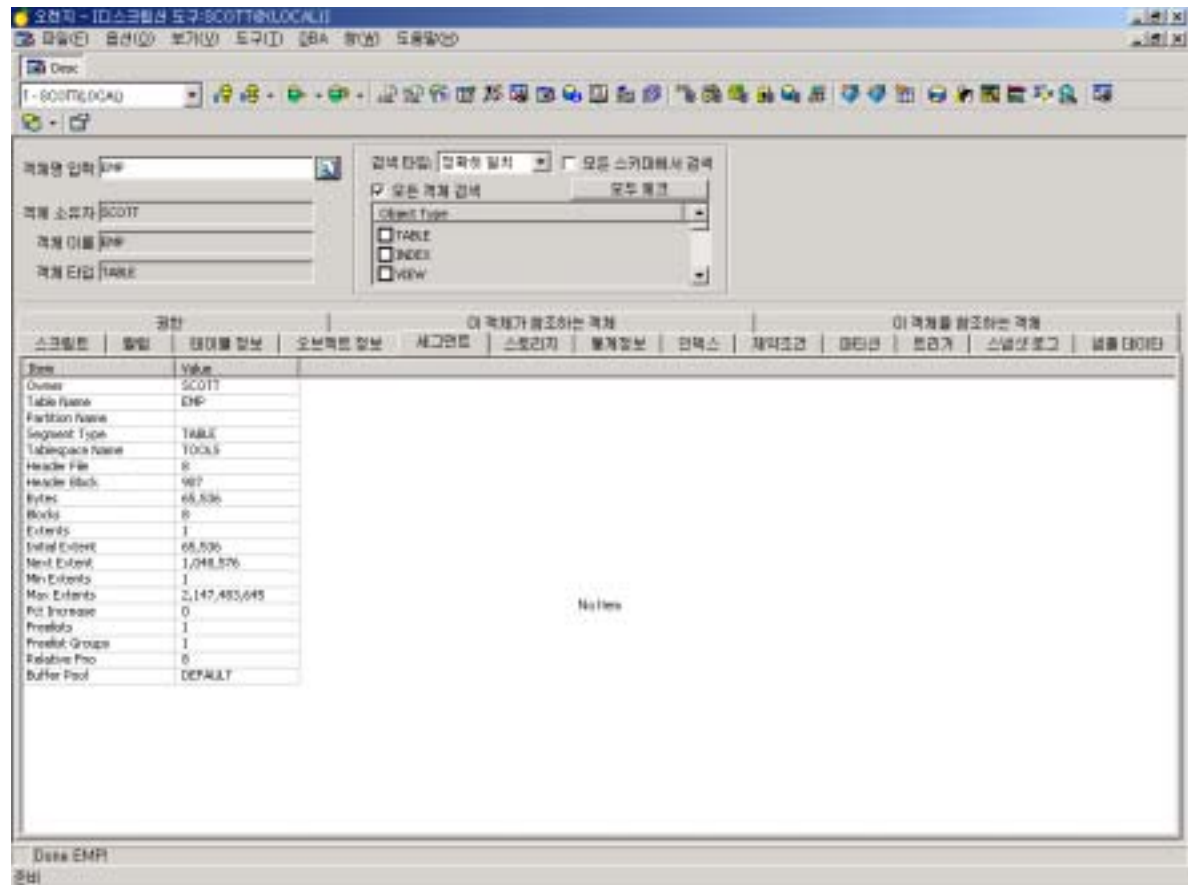 오렌지 - [디스크립션 도구:SCOTT@(LOCAL)]
파일(F) 옵션(O) 보기(V) 도구(T) DBA 창(W) 도움말(H)
Desc
1 - SCOTT(LOCAL)
객체명 입력 EMP
검색 타입: 정확히 일치 모든 스키마에서 검색
모든 객체 검색 모두 체크
객체 소유자 SCOTT
Object Type
객체 이름 EMP
TABLE
INDEX
객체 타입 TABLE
VIEW
권한 이 객체가 참조하는 객체 이 객체를 참조하는 객체
스크립트 컬럼 테이블 정보 오브젝트 정보 세그먼트 스토리지 통계정보 인덱스 제약조건 파티션 트리거 스냅샷 로그 샘플 데이터
Item Value
Owner SCOTT
Table Name EMP
Partition Name
Segment Type TABLE
Tablespace Name TOOLS
Header File 8
Header Block 987
Bytes 65,536
Blocks 8
Extents 1
Initial Extent 65,536
Next Extent 1,048,576
Min Extents 1
Max Extents 2,147,483,645
Pct Increase 0
Freelists 1
Freelist Groups 1
Relative Fno 8
Buffer Pool DEFAULT
No Item
Done EMP!
준비